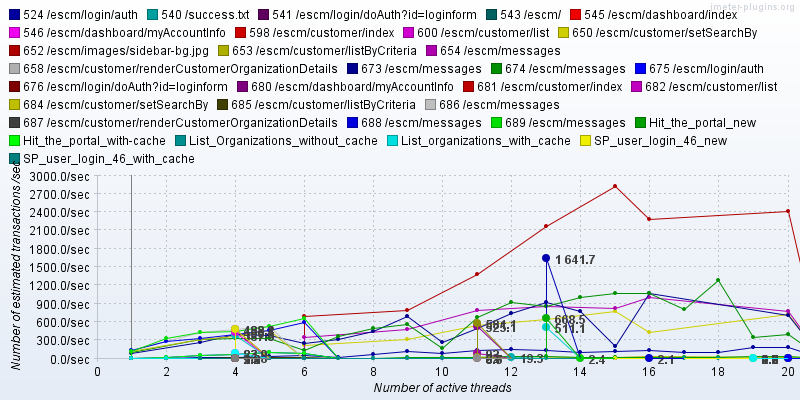 jmeter-plugins.org
524 /escm/login/auth 540 /success.txt 541 /escm/login/doAuth?id=loginform 543 /escm/ 545 /escm/dashboard/index
546 /escm/dashboard/myAccountInfo 598 /escm/customer/index 600 /escm/customer/list 650 /escm/customer/setSearchBy
652 /escm/images/sidebar-bg.jpg 653 /escm/customer/listByCriteria 654 /escm/messages
658 /escm/customer/renderCustomerOrganizationDetails 673 /escm/messages 674 /escm/messages 675 /escm/login/auth
676 /escm/login/doAuth?id=loginform 680 /escm/dashboard/myAccountInfo 681 /escm/customer/index 682 /escm/customer/list
684 /escm/customer/setSearchBy 685 /escm/customer/listByCriteria 686 /escm/messages
687 /escm/customer/renderCustomerOrganizationDetails 688 /escm/messages 689 /escm/messages Hit_the_portal_new
Hit_the_portal_with-cache List_Organizations_without_cache List_organizations_with_cache SP_user_login_46_new
SP_user_login_46_with_cache
Number of estimated transactions /sec
3000.0/sec
2700.0/sec
2400.0/sec
2100.0/sec
1800.0/sec
1500.0/sec
1200.0/sec
900.0/sec
600.0/sec
300.0/sec
0.0/sec
1 641.7
668.5
511.1
19.3
2.4
2.1
0 2 4 6 8 10 12 14 16 18 20
Number of active threads